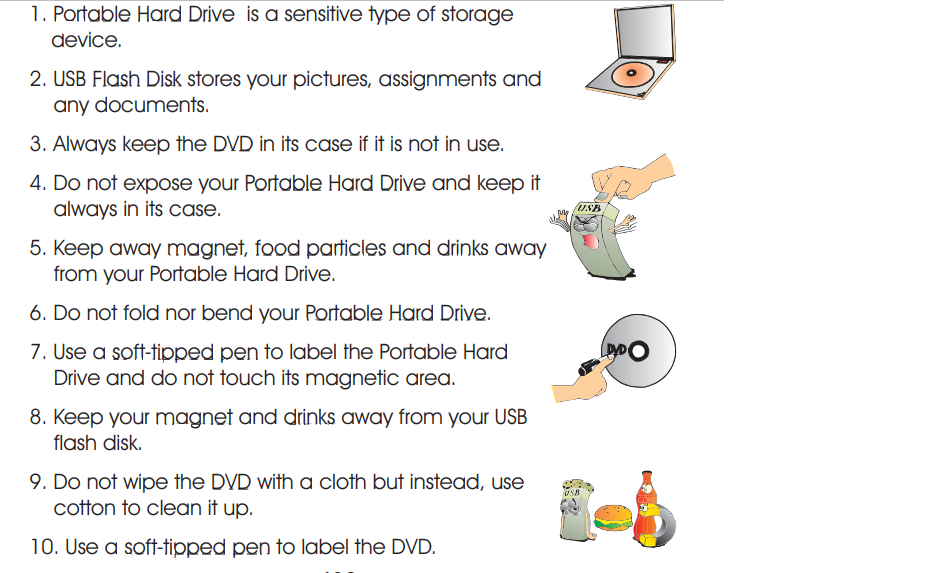 1. Portable Hard Drive is a sensitive type of storage
device.
2. USB Flash Disk stores your pictures, assignments and
any documents.
3. Always keep the DVD in its case if it is not in use.
4. Do not expose your Portable Hard Drive and keep it
always in its case.
USB
5. Keep away magnet, food particles and drinks away
from your Portable Hard Drive.
6. Do not fold nor bend your Portable Hard Drive.
7. Use a soft-tipped pen to label the Portable Hard
Drive and do not touch its magnetic area.
DVD
8. Keep your magnet and drinks away from your USB
flash disk.
9. Do not wipe the DVD with a cloth but instead, use
cotton to clean it up.
USB
10. Use a soft-tipped pen to label the DVD.